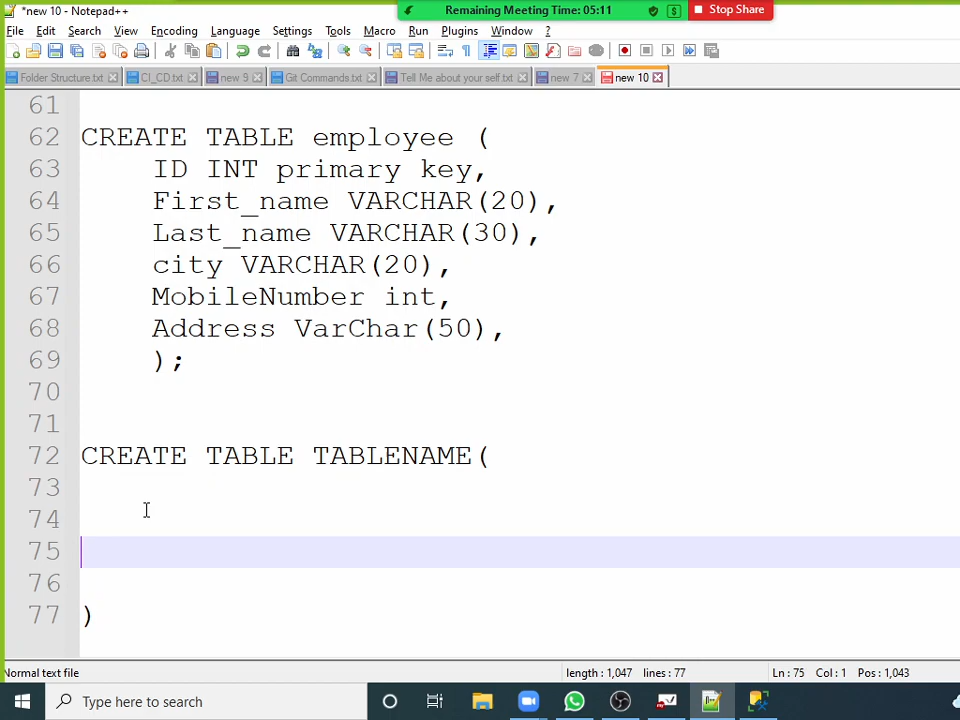 *new 10 - Notepad++
Remaining Meeting Time: 05:11
Stop Share
File Edit Search View Encoding Language Settings Tools Macro Run Plugins Window ?
Folder Structure.txt CI_CD.txt new 9 Git Commands.txt Tell Me about your self.txt new 7 new 10
61
62 CREATE TABLE employee (
63 ID INT primary key,
64 First_name VARCHAR(20),
65 Last_name VARCHAR(30),
66 city VARCHAR(20),
67 MobileNumber int,
68 Address VarChar(50),
69 );
70
71
72 CREATE TABLE TABLENAME(
73
74
75
76
77 )
Normal text file length : 1,047 lines : 77 Ln : 75 Col : 1 Pos : 1,043
Type here to search